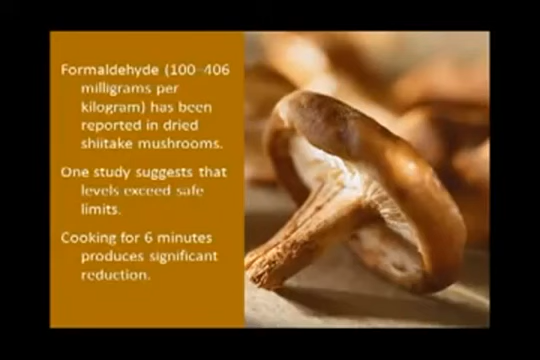 Formaldehyde (100–406
milligrams per
kilogram) has been
reported in dried
shiitake mushrooms.
One study suggests that
levels exceed safe
limits.
Cooking for 6 minutes
produces significant
reduction.